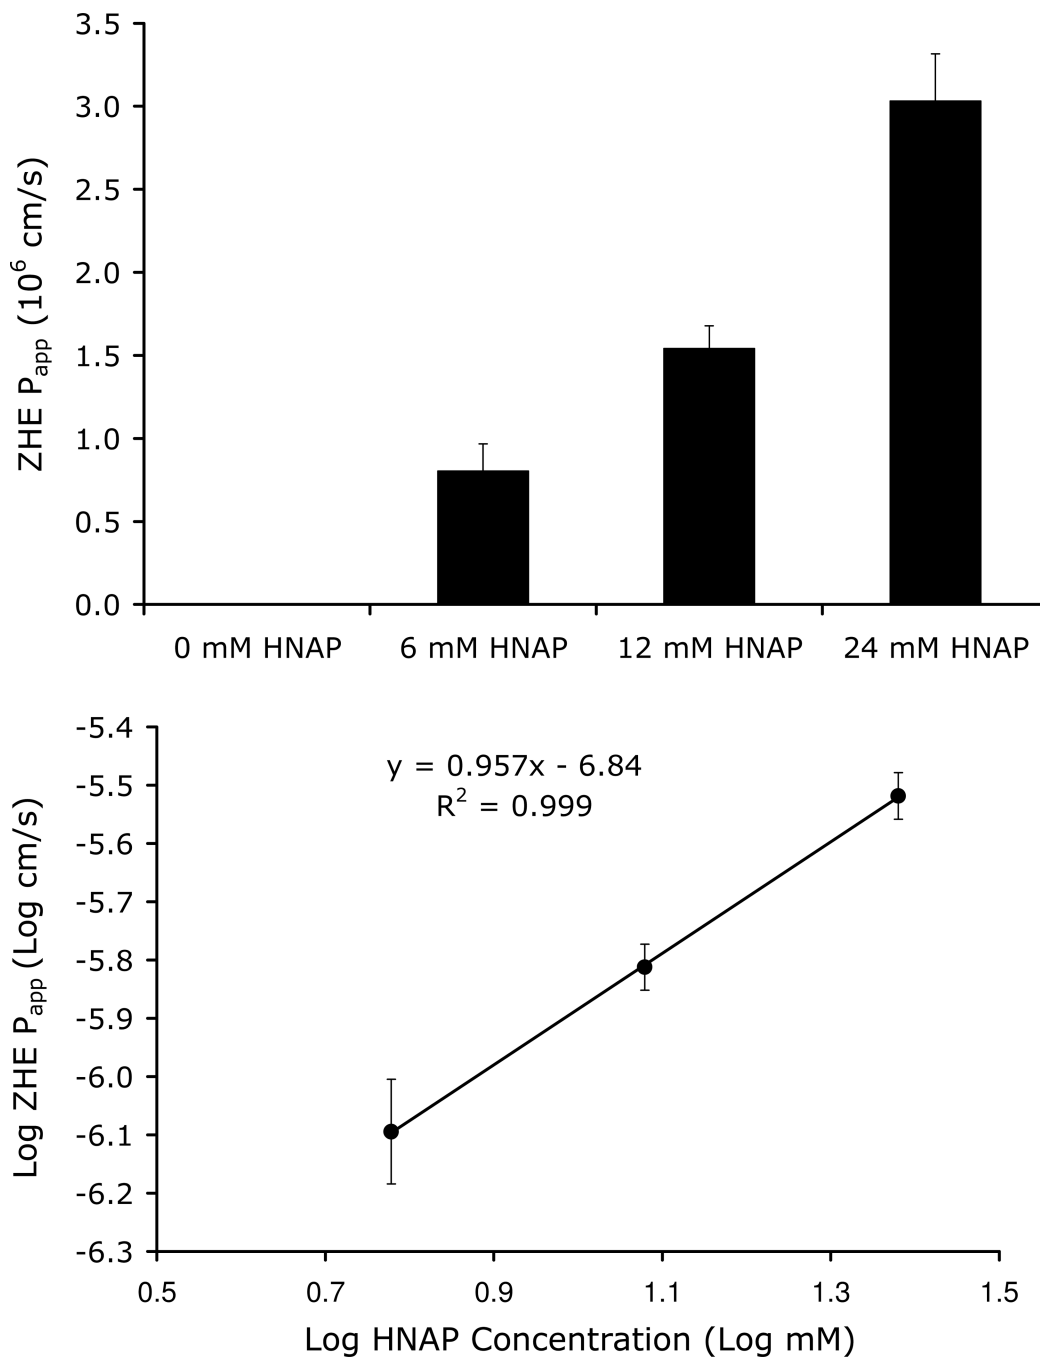 3.5
3.0
2.5
2.0
1.5
1.0
0.5
0.0
ZHE Papp (10⁶ cm/s)
0 mM HNAP 6 mM HNAP 12 mM HNAP 24 mM HNAP
-5.4
-5.5
-5.6
-5.7
-5.8
-5.9
-6.0
-6.1
-6.2
-6.3
Log ZHE Papp (Log cm/s)
y = 0.957x - 6.84
R² = 0.999
0.5 0.7 0.9 1.1 1.3 1.5
Log HNAP Concentration (Log mM)